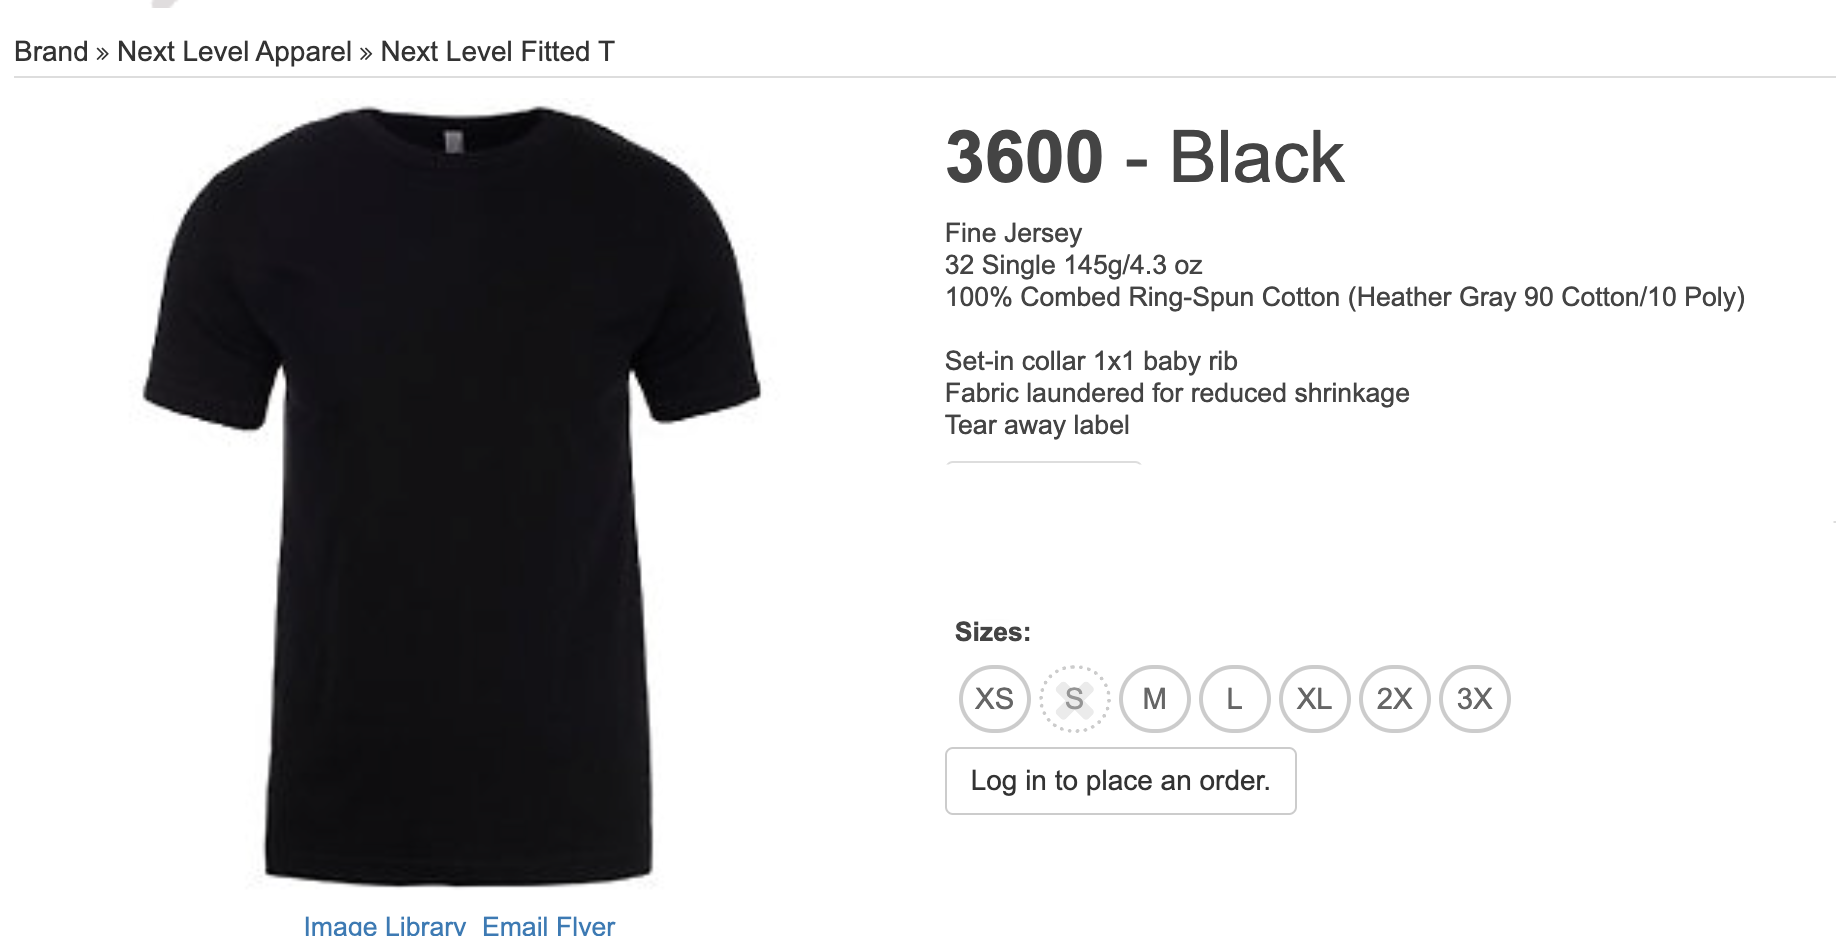 Brand » Next Level Apparel » Next Level Fitted T
3600 - Black
Fine Jersey
32 Single 145g/4.3 oz
100% Combed Ring-Spun Cotton (Heather Gray 90 Cotton/10 Poly)
Set-in collar 1x1 baby rib
Fabric laundered for reduced shrinkage
Tear away label
Sizes:
XS S M L XL 2X 3X
Log in to place an order.
Image Library Email Flyer